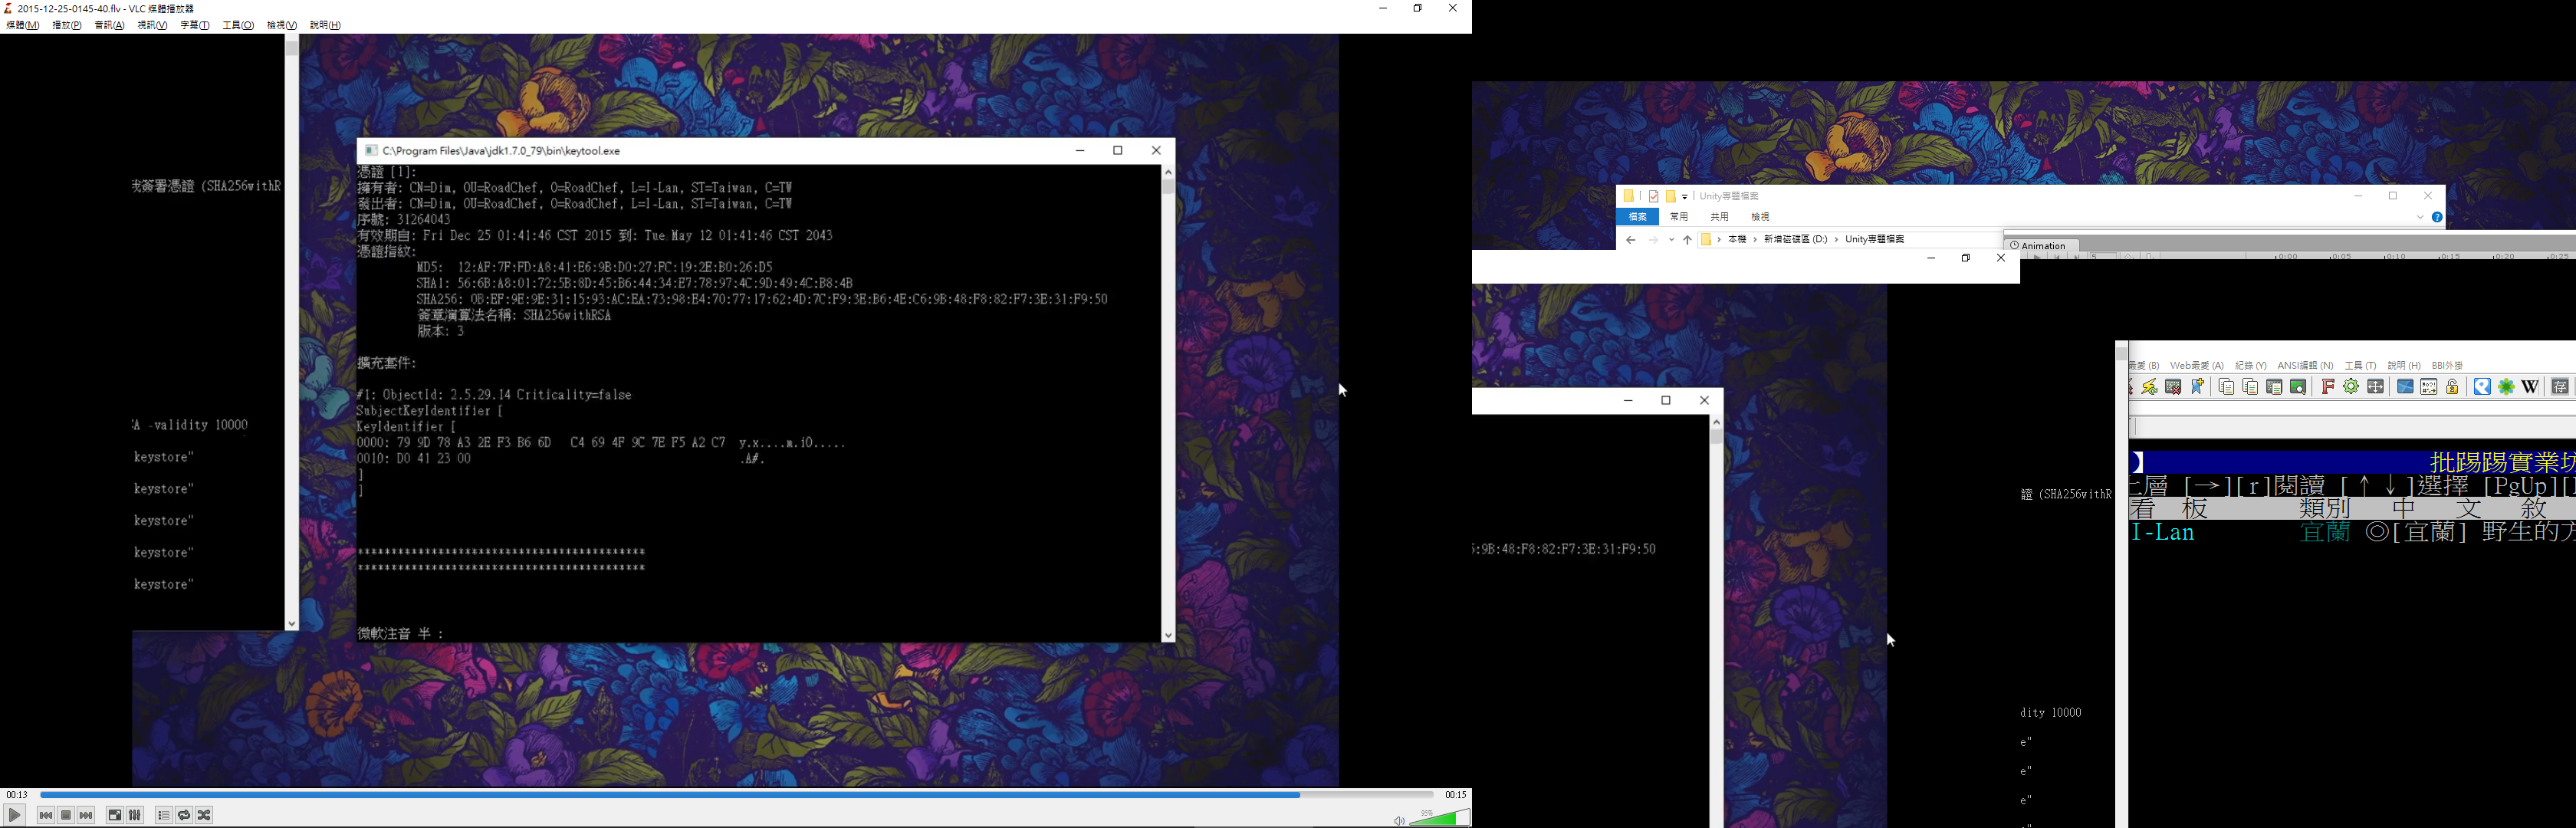 2015-12-25-0145-40.flv - VLC 媒體播放器
媒體(M) 播放(P) 音訊(A) 視訊(V) 字幕(T) 工具(O) 檢視(V) 說明(H)
我簽署憑證 (SHA256withR
-validity 10000
keystore"
keystore"
keystore"
keystore"
keystore"
C:\Program Files\Java\jdk1.7.0_79\bin\keytool.exe
憑證 [1]:
擁有者: CN=Dim, OU=RoadChef, O=RoadChef, L=I-Lan, ST=Taiwan, C=TW
發出者: CN=Dim, OU=RoadChef, O=RoadChef, L=I-Lan, ST=Taiwan, C=TW
序號: 31264043
有效期自: Fri Dec 25 01:41:46 CST 2015 到: Tue May 12 01:41:46 CST 2043
憑證指紋:
MD5: 12:AF:7F:FD:A8:41:E6:9B:D0:27:FC:19:2E:B0:26:D5
SHA1: 56:6B:A8:01:72:5B:8D:45:B6:44:34:E7:78:97:4C:9D:49:4C:B8:4B
SHA256: 0B:EF:9E:9E:31:15:93:AC:EA:73:98:E4:70:77:17:62:4D:7C:F9:3E:B6:4E:C6:9B:48:F8:82:F7:3E:31:F9:50
簽章演算法名稱: SHA256withRSA
版本: 3
擴充套件:
#1: ObjectId: 2.5.29.14 Criticality=false
SubjectKeyIdentifier [
KeyIdentifier [
0000: 79 9D 78 A3 2E F3 B6 6D C4 69 4F 9C 7E F5 A2 C7 y.x....m.iO.....
0010: D0 41 23 00 .A#.
]
]
*******************************************
*******************************************
微軟注音 半 :
00:13
00:15
95%
Unity專題檔案
檔案 常用 共用 檢視
本機 新增磁碟區 (D:) Unity專題檔案
Animation
5 0:00 0:05 0:10 0:15 0:20 0:25
:9B:48:F8:82:F7:3E:31:F9:50
證 (SHA256withR
dity 10000
e"
e"
e"
最愛 (B) Web最愛 (A) 紀錄 (Y) ANSI編輯 (N) 工具 (T) 說明 (H) BBI外掛
F R W 存
】 批踢踢實業坊
上層 [→][r]閱讀 [↑↓]選擇 [PgUp][
看 板 類別 中 文 敘
I-Lan 宜蘭 ◎[宜蘭] 野生的方